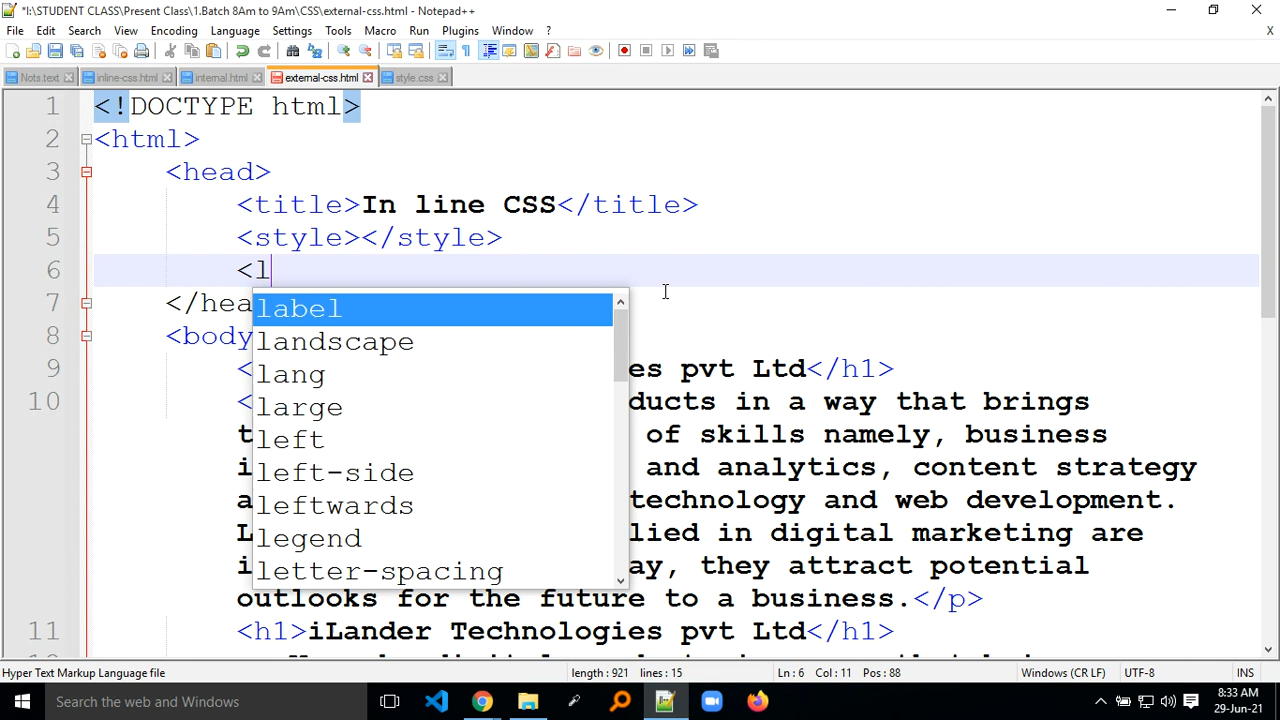 *I:\STUDENT CLASS\Present Class\1.Batch 8Am to 9Am\CSS\external-css.html - Notepad++
File Edit Search View Encoding Language Settings Tools Macro Run Plugins Window ? X
Nots.text inline-css.html internal.html external-css.html style.css
1 <!DOCTYPE html>
2 <html>
3 <head>
4 <title>In line CSS</title>
5 <style></style>
6 <l
7 </hea
8 <body
9 < es pvt Ltd</h1>
10 < ducts in a way that brings
t of skills namely, business
i and analytics, content strategy
a technology and web development.
L lied in digital marketing are
i ay, they attract potential
outlooks for the future to a business.</p>
11 <h1>iLander Technologies pvt Ltd</h1>
label
landscape
lang
large
left
left-side
leftwards
legend
letter-spacing
Hyper Text Markup Language file length : 921 lines : 15 Ln : 6 Col : 11 Pos : 88 Windows (CR LF) UTF-8 INS
Search Windows and Windows
8:33 AM
29-Jun-21